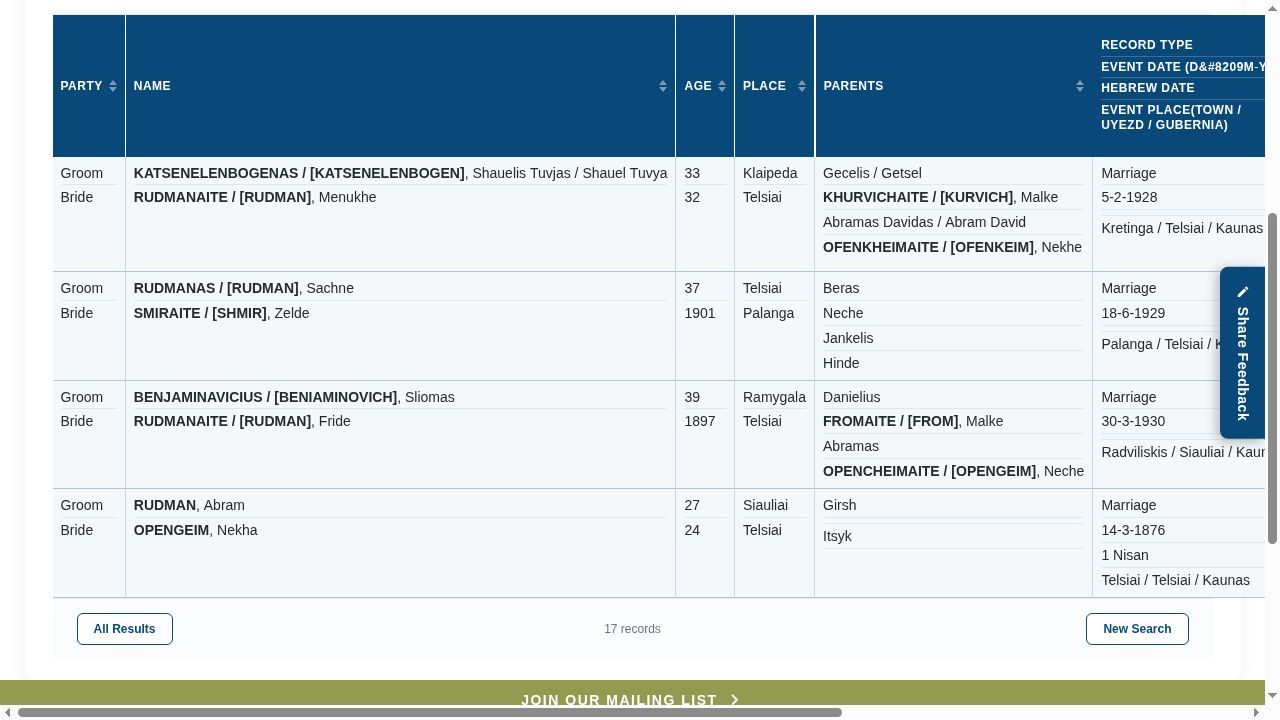 PARTY NAME AGE PLACE PARENTS
RECORD TYPE
EVENT DATE (D&#8209M-Y
HEBREW DATE
EVENT PLACE(TOWN /
UYEZD / GUBERNIA)
Groom KATSENELENBOGENAS / [KATSENELENBOGEN], Shauelis Tuvjas / Shauel Tuvya 33 Klaipeda Gecelis / Getsel Marriage
Bride RUDMANAITE / [RUDMAN], Menukhe 32 Telsiai KHURVICHAITE / [KURVICH], Malke 5-2-1928
Abramas Davidas / Abram David
Kretinga / Telsiai / Kaunas
OFENKHEIMAITE / [OFENKEIM], Nekhe
Groom RUDMANAS / [RUDMAN], Sachne 37 Telsiai Beras Marriage
Bride SMIRAITE / [SHMIR], Zelde 1901 Palanga Neche 18-6-1929
Jankelis
Palanga / Telsiai /
Hinde
Groom BENJAMINAVICIUS / [BENIAMINOVICH], Sliomas 39 Ramygala Danielius Marriage
Bride RUDMANAITE / [RUDMAN], Fride 1897 Telsiai FROMAITE / [FROM], Malke 30-3-1930
Abramas
Radviliskis / Siauliai / Kaun
OPENCHEIMAITE / [OPENGEIM], Neche
Groom RUDMAN, Abram 27 Siauliai Girsh Marriage
Bride OPENGEIM, Nekha 24 Telsiai Itsyk 14-3-1876
1 Nisan
Telsiai / Telsiai / Kaunas
Share Feedback
All Results 17 records New Search
JOIN OUR MAILING LIST